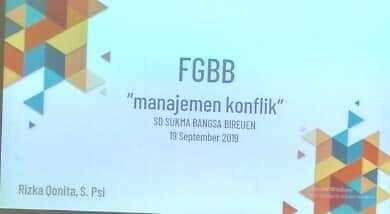 FGBB
"manajemen konflik"
SD SUKMA BANGSA BIREUEN
19 September 2019
Rizka Qonita, S. Psi